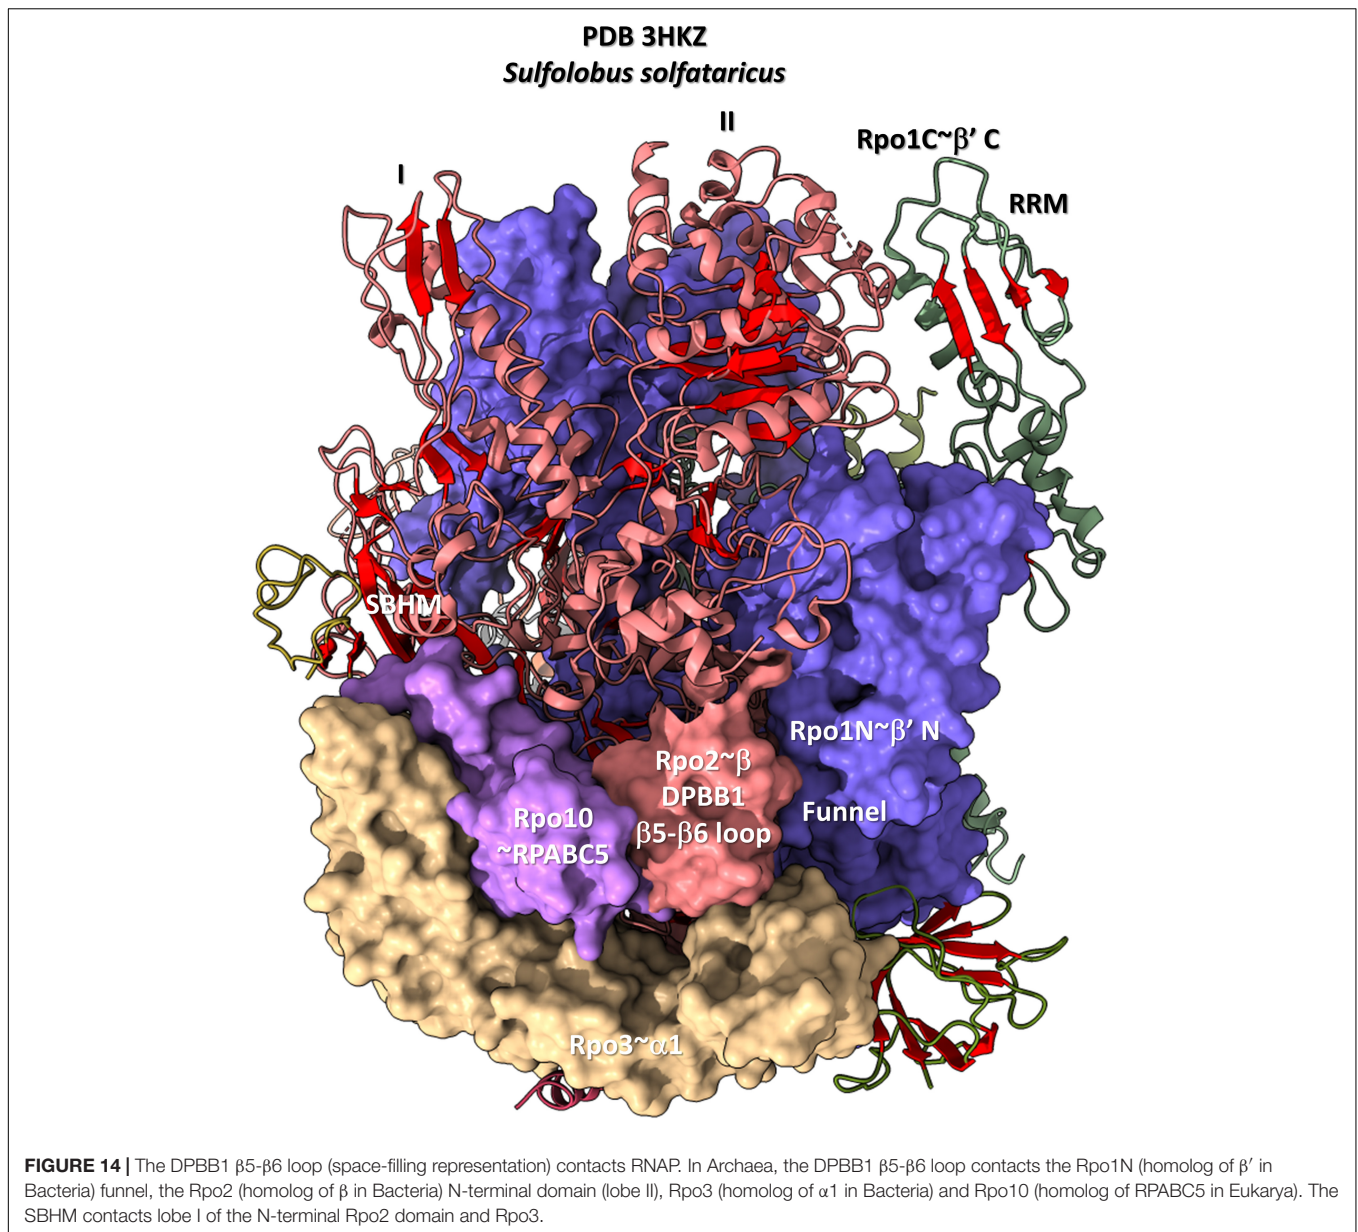 PDB 3HKZ
Sulfolobus solfataricus
II
Rpo1C~β’ C
I
RRM
SBHM
Rpo1N~β’ N
Rpo2~β
DPBB1
β5-β6 loop
Funnel
Rpo10
~RPABC5
Rpo3~α1
FIGURE 14 | The DPBB1 β5-β6 loop (space-filling representation) contacts RNAP. In Archaea, the DPBB1 β5-β6 loop contacts the Rpo1N (homolog of β′ in
Bacteria) funnel, the Rpo2 (homolog of β in Bacteria) N-terminal domain (lobe II), Rpo3 (homolog of α1 in Bacteria) and Rpo10 (homolog of RPABC5 in Eukarya). The
SBHM contacts lobe I of the N-terminal Rpo2 domain and Rpo3.